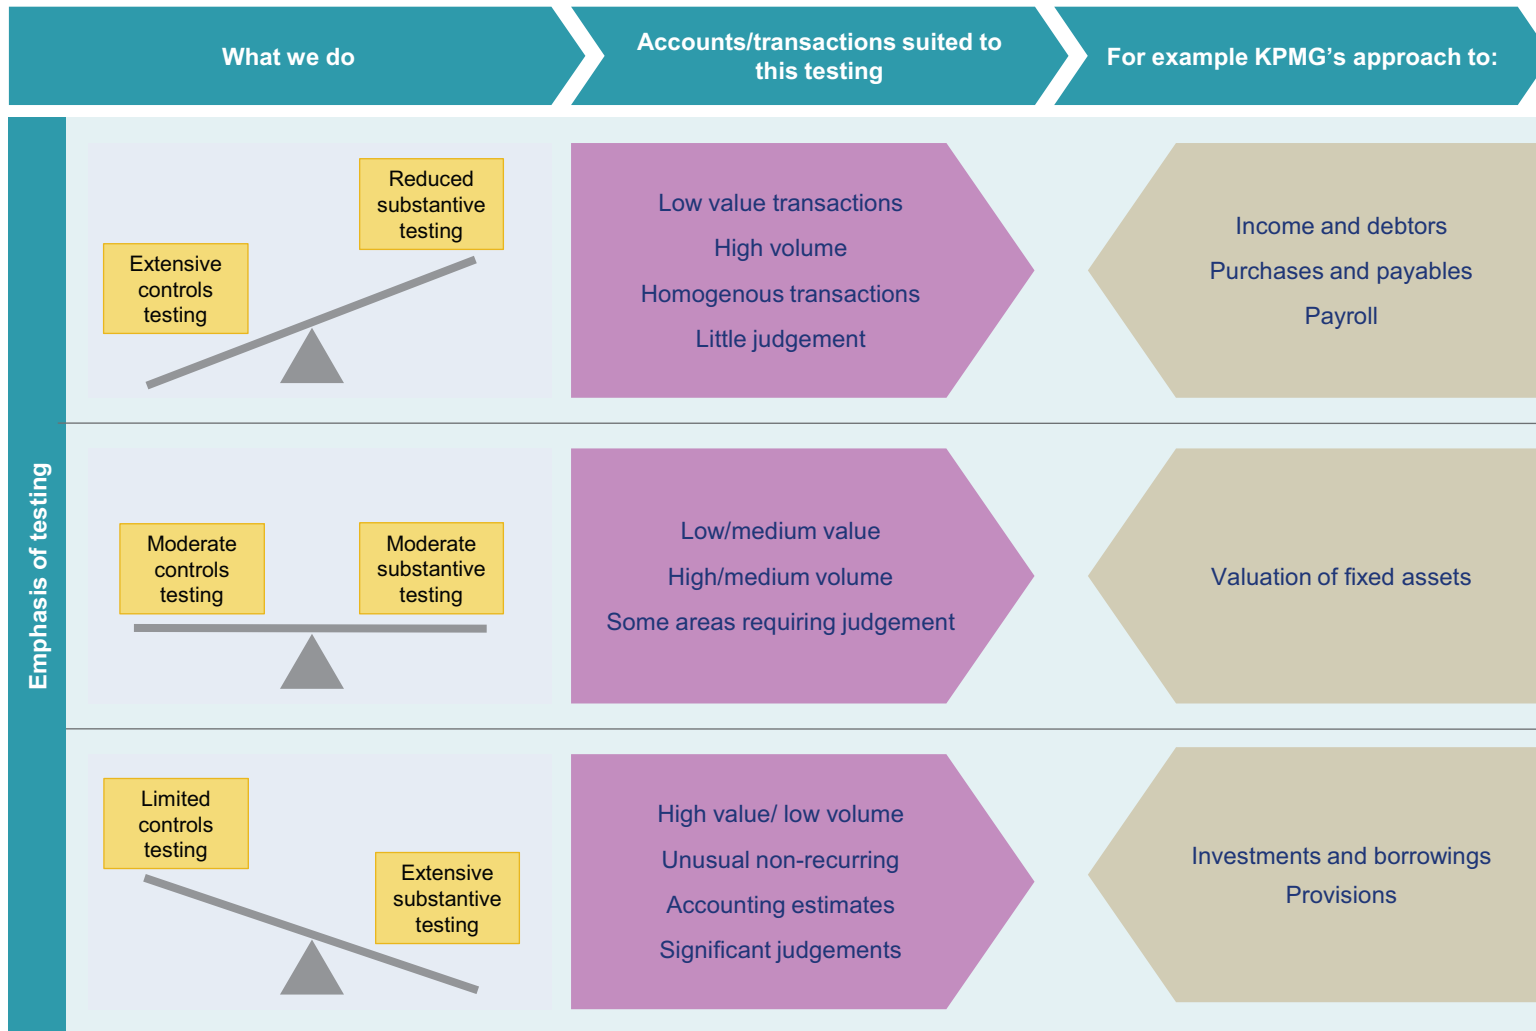 What we do
Accounts/transactions suited to
this testing
For example KPMG's approach to:
Emphasis of testing
Extensive
controls
testing
Reduced
substantive
testing
Low value transactions
High volume
Homogenous transactions
Little judgement
Income and debtors
Purchases and payables
Payroll
Moderate
controls
testing
Moderate
substantive
testing
Low/medium value
High/medium volume
Some areas requiring judgement
Valuation of fixed assets
Limited
controls
testing
Extensive
substantive
testing
High value/ low volume
Unusual non-recurring
Accounting estimates
Significant judgements
Investments and borrowings
Provisions